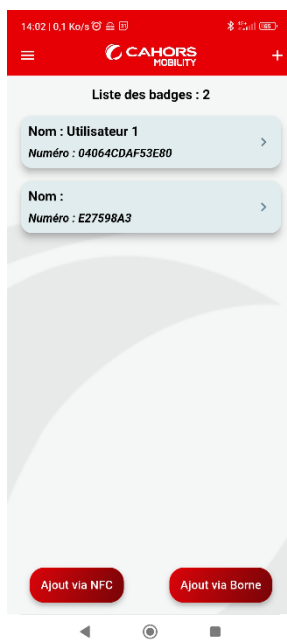 14:02 | 0,1 Ko/s
CAHORS
MOBILITY
+
Liste des badges : 2
Nom : Utilisateur 1
Numéro : 04064CDAF53E80
Nom :
Numéro : E27598A3
Ajout via NFC
Ajout via Borne